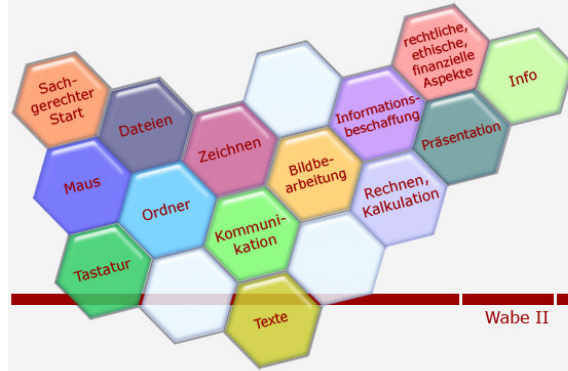 Sach-
gerechter
Start
Dateien
Zeichnen
Informations-
beschaffung
rechtliche,
ethische,
finanzielle
Aspekte
Info
Maus
Ordner
Bildbe-
arbeitung
Präsentation
Kommuni-
kation
Rechnen,
Kalkulation
Tastatur
Texte
Wabe II